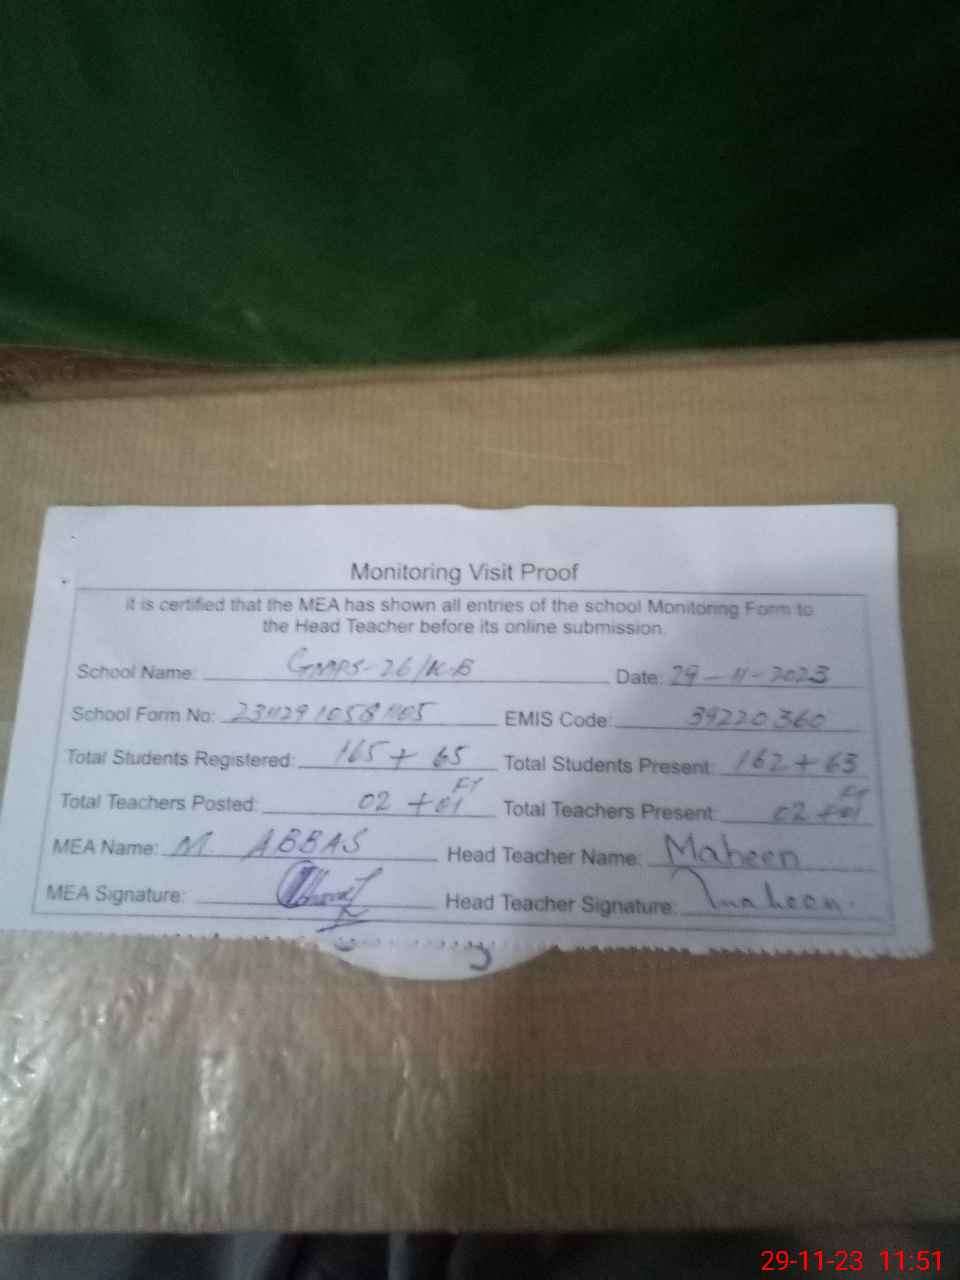 Monitoring Visit Proof
it is certified that the MEA has shown all entries of the school Monitoring Form to
the Head Teacher before its online submission.
School Name: GMPS-26/K-B Date: 29-11-2023
School Form No: EMIS Code: 39220360
Total Students Registered: 165 + 65 Total Students Present: 162 + 63
Total Teachers Posted: 02 + 01 FT Total Teachers Present: 02 + 01 FT
MEA Name: M. ABBAS Head Teacher Name: Maheen
MEA Signature: Head Teacher Signature: Maheen.
29-11-23 11:51